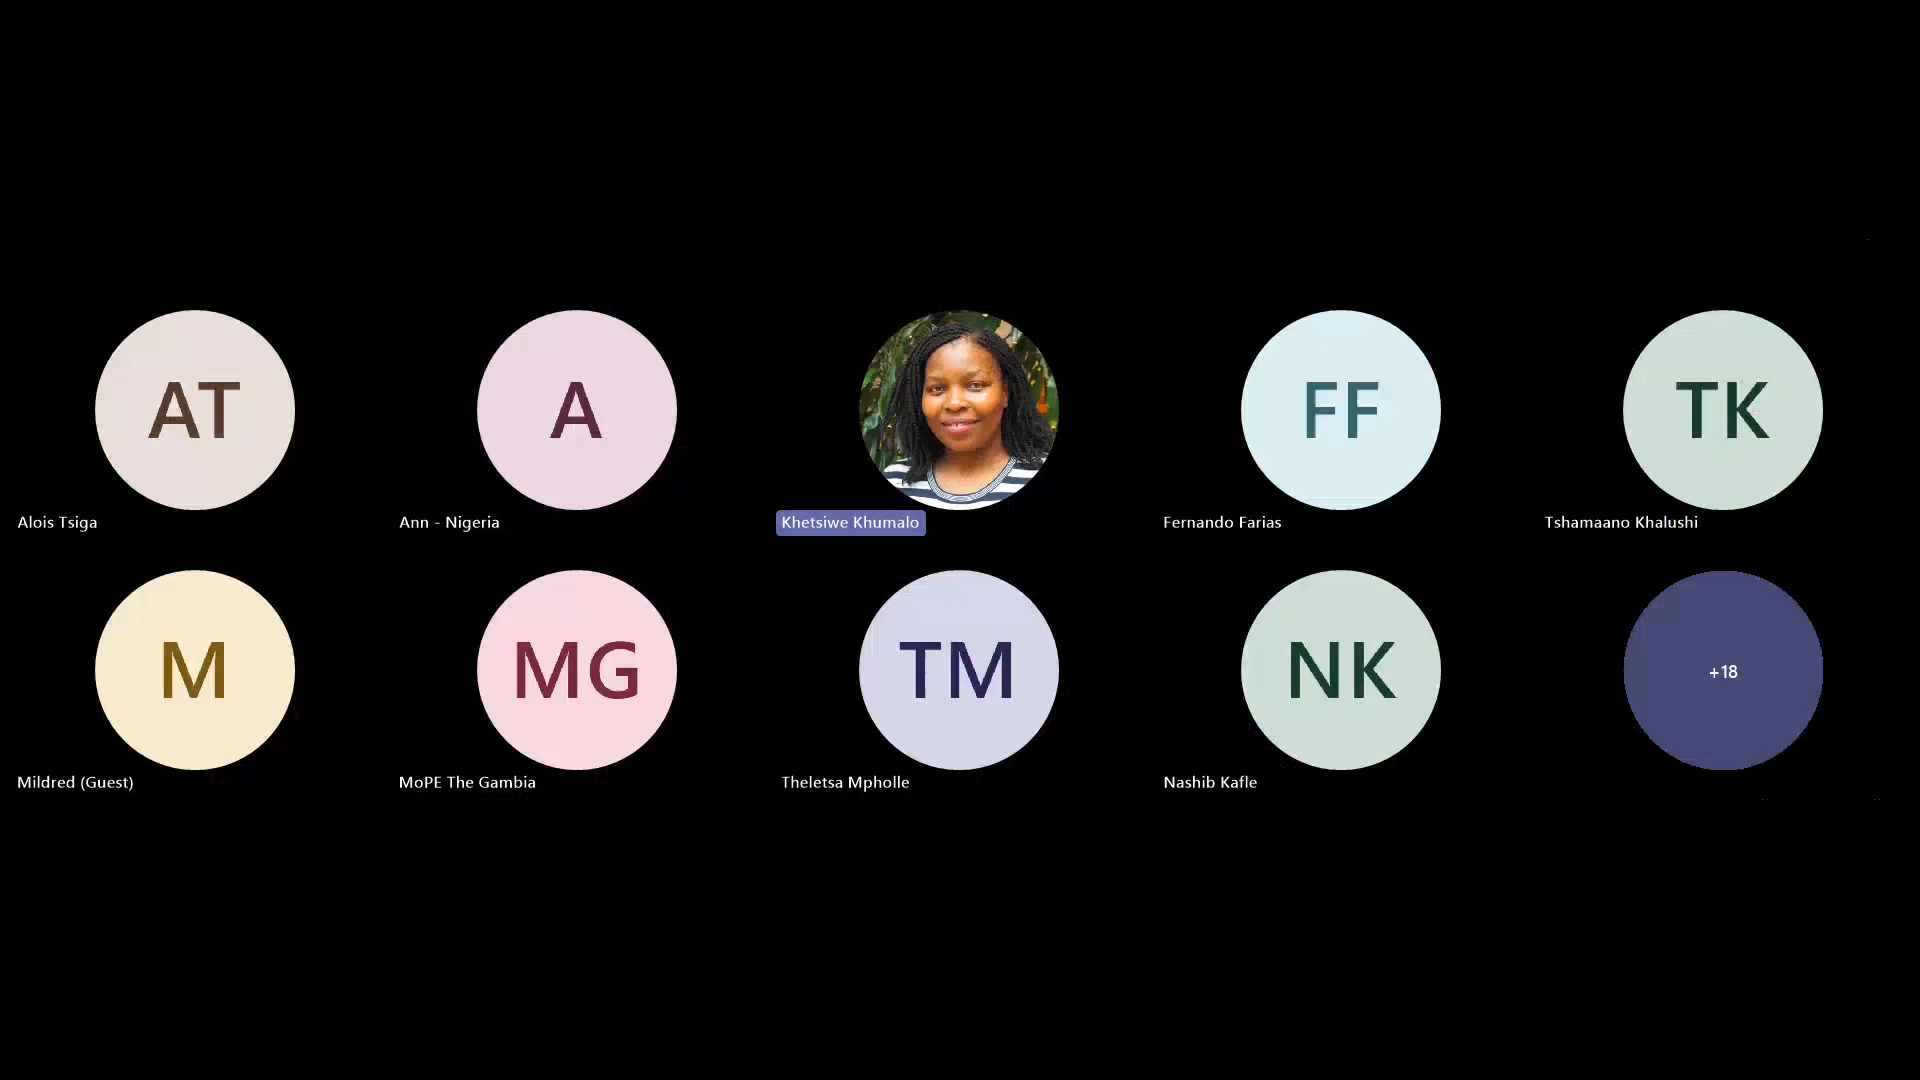 AT
A
FF
TK
Alois Tsiga
Ann - Nigeria
Khetsiwe Khumalo
Fernando Farias
Tshamaano Khalushi
M
MG
TM
NK
+18
Mildred (Guest)
MoPE The Gambia
Theletsa Mpholle
Nashib Kafle